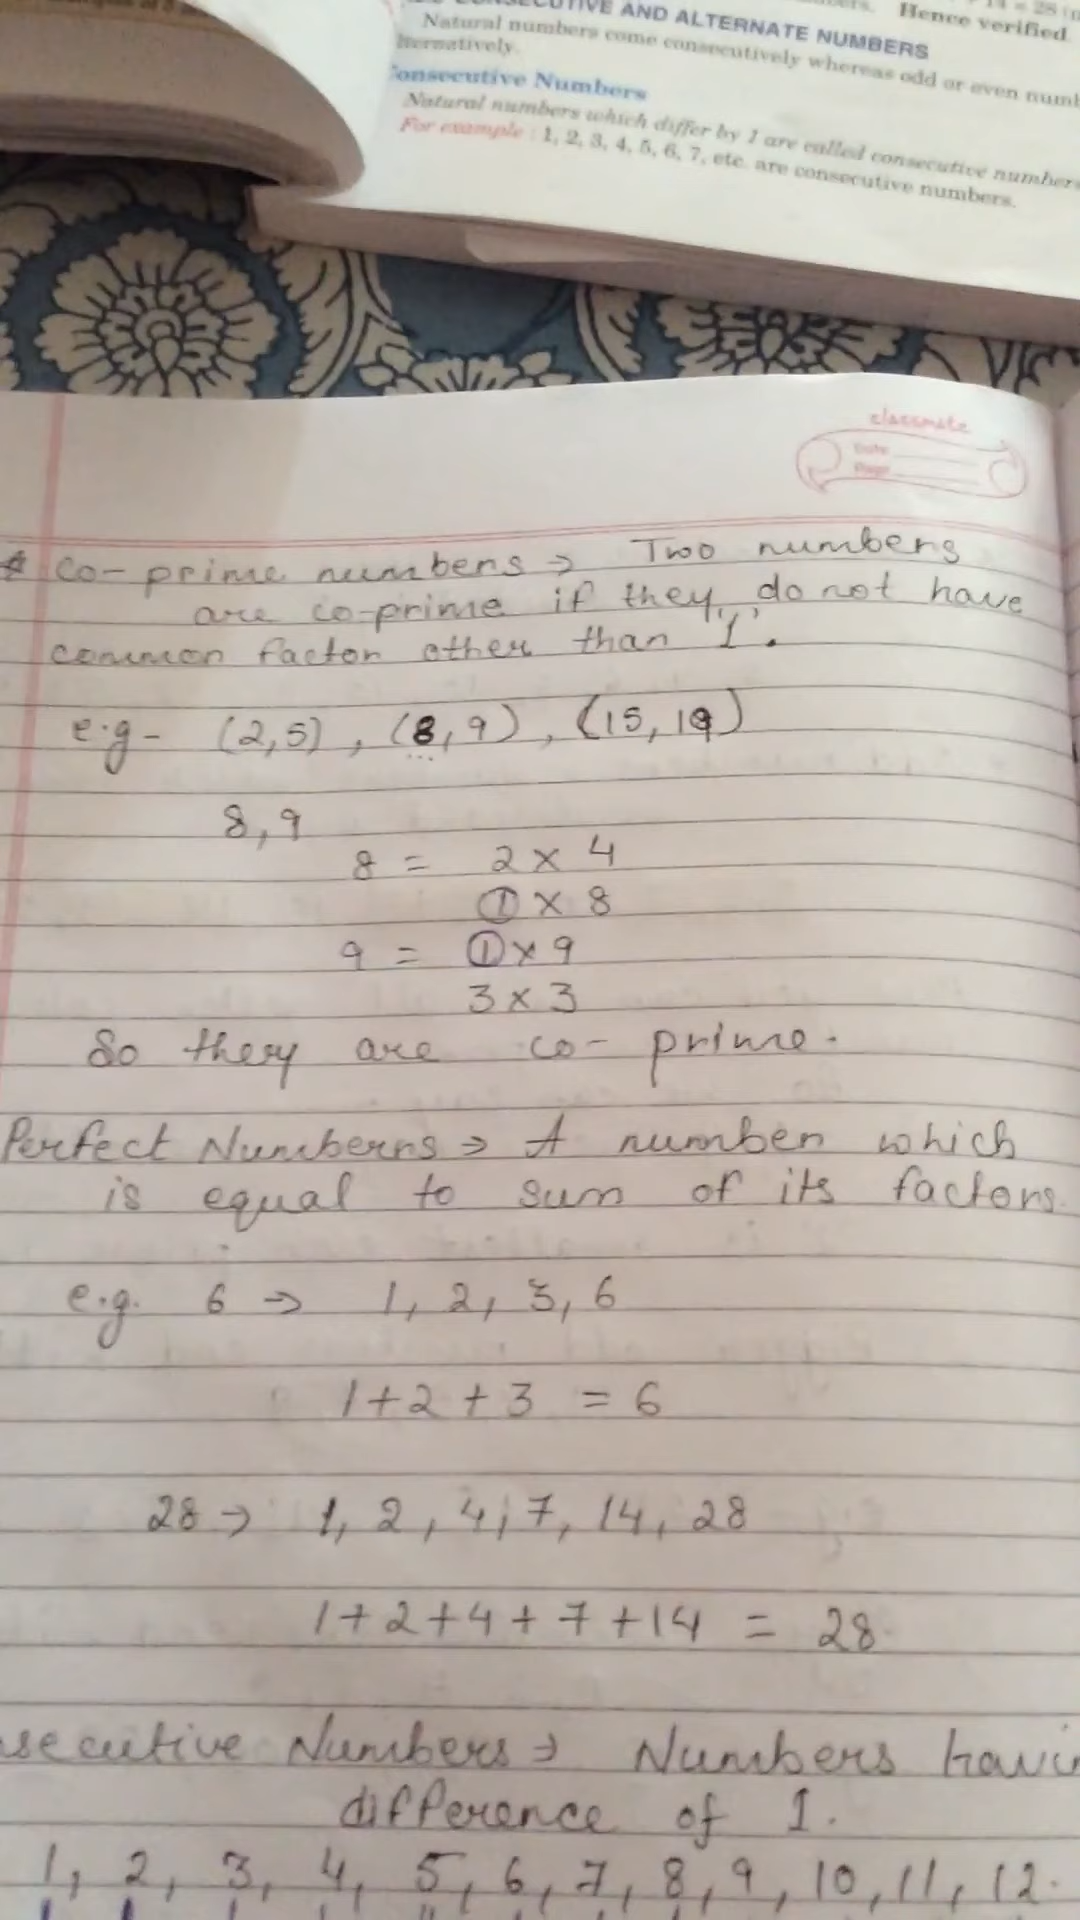 Hence verified.
CONSECUTIVE AND ALTERNATE NUMBERS
Natural numbers come consecutively whereas odd or even
Consecutive Numbers
Natural numbers which differ by 1 are called consecutive numbers
For example : 1, 2, 3, 4, 5, 6, 7, etc. are consecutive numbers.
classmate
Date
Page
* Co-prime numbers → Two numbers
are co-prime if they do not have
common factor other than '1'.
e.g- (2,5), (8,9), (15,19)
8,9
8 = 2 × 4
1 × 8
9 = 1 × 9
3 × 3
So they are co-prime.
Perfect Numbers → A number which
is equal to sum of its factors.
e.g. 6 → 1, 2, 3, 6
1+2+3 = 6
28 → 1, 2, 4, 7, 14, 28
1+2+4+7+14 = 28
secutive Numbers → Numbers havin
difference of 1.
1, 2, 3, 4, 5, 6, 7, 8, 9, 10, 11, 12.